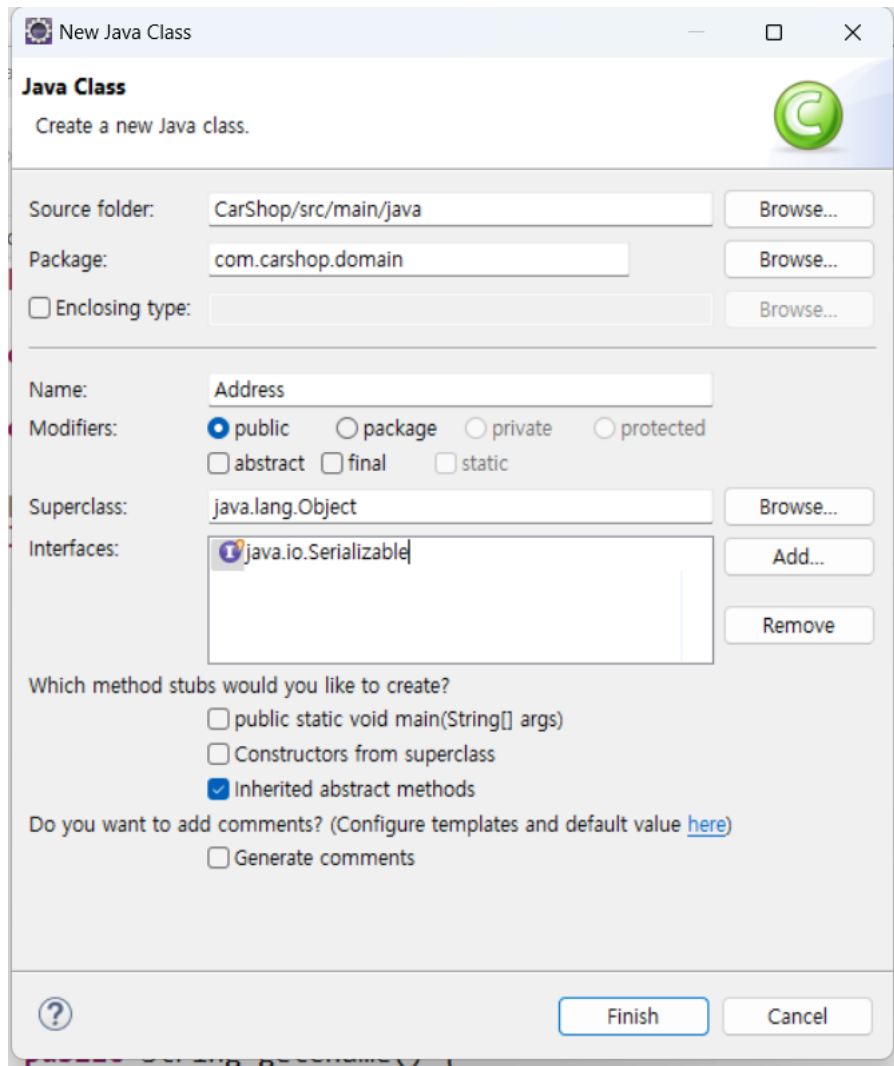 New Java Class
Java Class
Create a new Java class.
Source folder: CarShop/src/main/java Browse...
Package: com.carshop.domain Browse...
Enclosing type: Browse...
Name: Address
Modifiers: public package private protected
abstract final static
Superclass: java.lang.Object Browse...
Interfaces: java.io.Serializable Add...
Remove
Which method stubs would you like to create?
public static void main(String[] args)
Constructors from superclass
Inherited abstract methods
Do you want to add comments? (Configure templates and default value here)
Generate comments
Finish Cancel